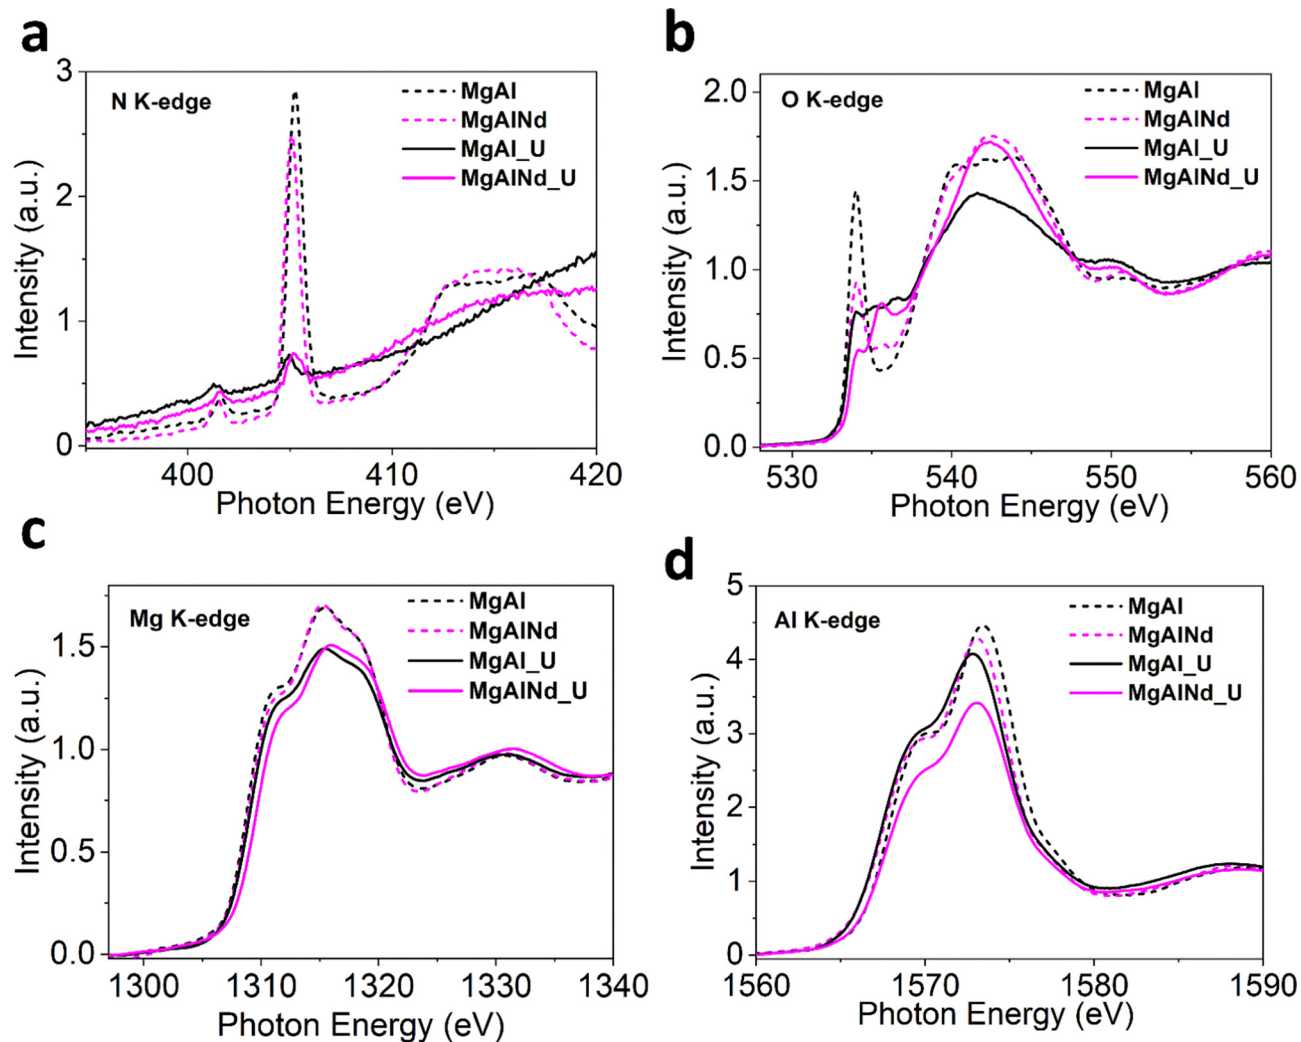 a
N K-edge
MgAl
MgAlNd
MgAl_U
MgAlNd_U
3
2
1
0
400
410
420
Intensity (a.u.)
Photon Energy (eV)
b
O K-edge
MgAl
MgAlNd
MgAl_U
MgAlNd_U
2.0
1.5
1.0
0.5
0.0
530
540
550
560
Intensity (a.u.)
Photon Energy (eV)
c
Mg K-edge
MgAl
MgAlNd
MgAl_U
MgAlNd_U
1.5
1.0
0.5
0.0
1300
1310
1320
1330
1340
Intensity (a.u.)
Photon Energy (eV)
d
Al K-edge
MgAl
MgAlNd
MgAl_U
MgAlNd_U
5
4
3
2
1
0
1560
1570
1580
1590
Intensity (a.u.)
Photon Energy (eV)